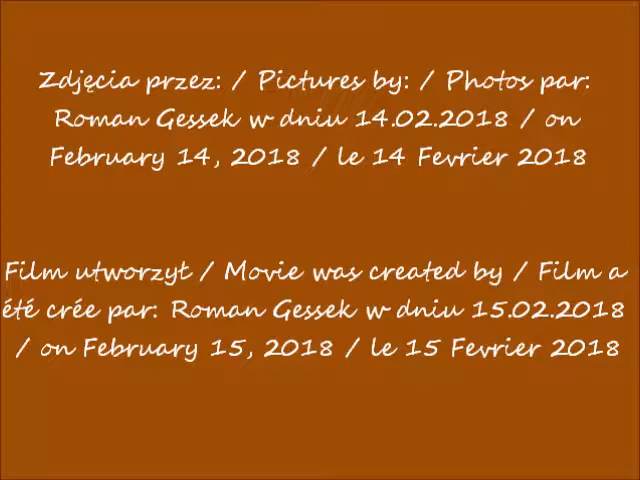 Zdjęcia przez: / Pictures by: / Photos par:
Roman Gessek w dniu 14.02.2018 / on
February 14, 2018 / le 14 Fevrier 2018
Film utworzył / Movie was created by / Film a
été crée par: Roman Gessek w dniu 15.02.2018
/ on February 15, 2018 / le 15 Fevrier 2018